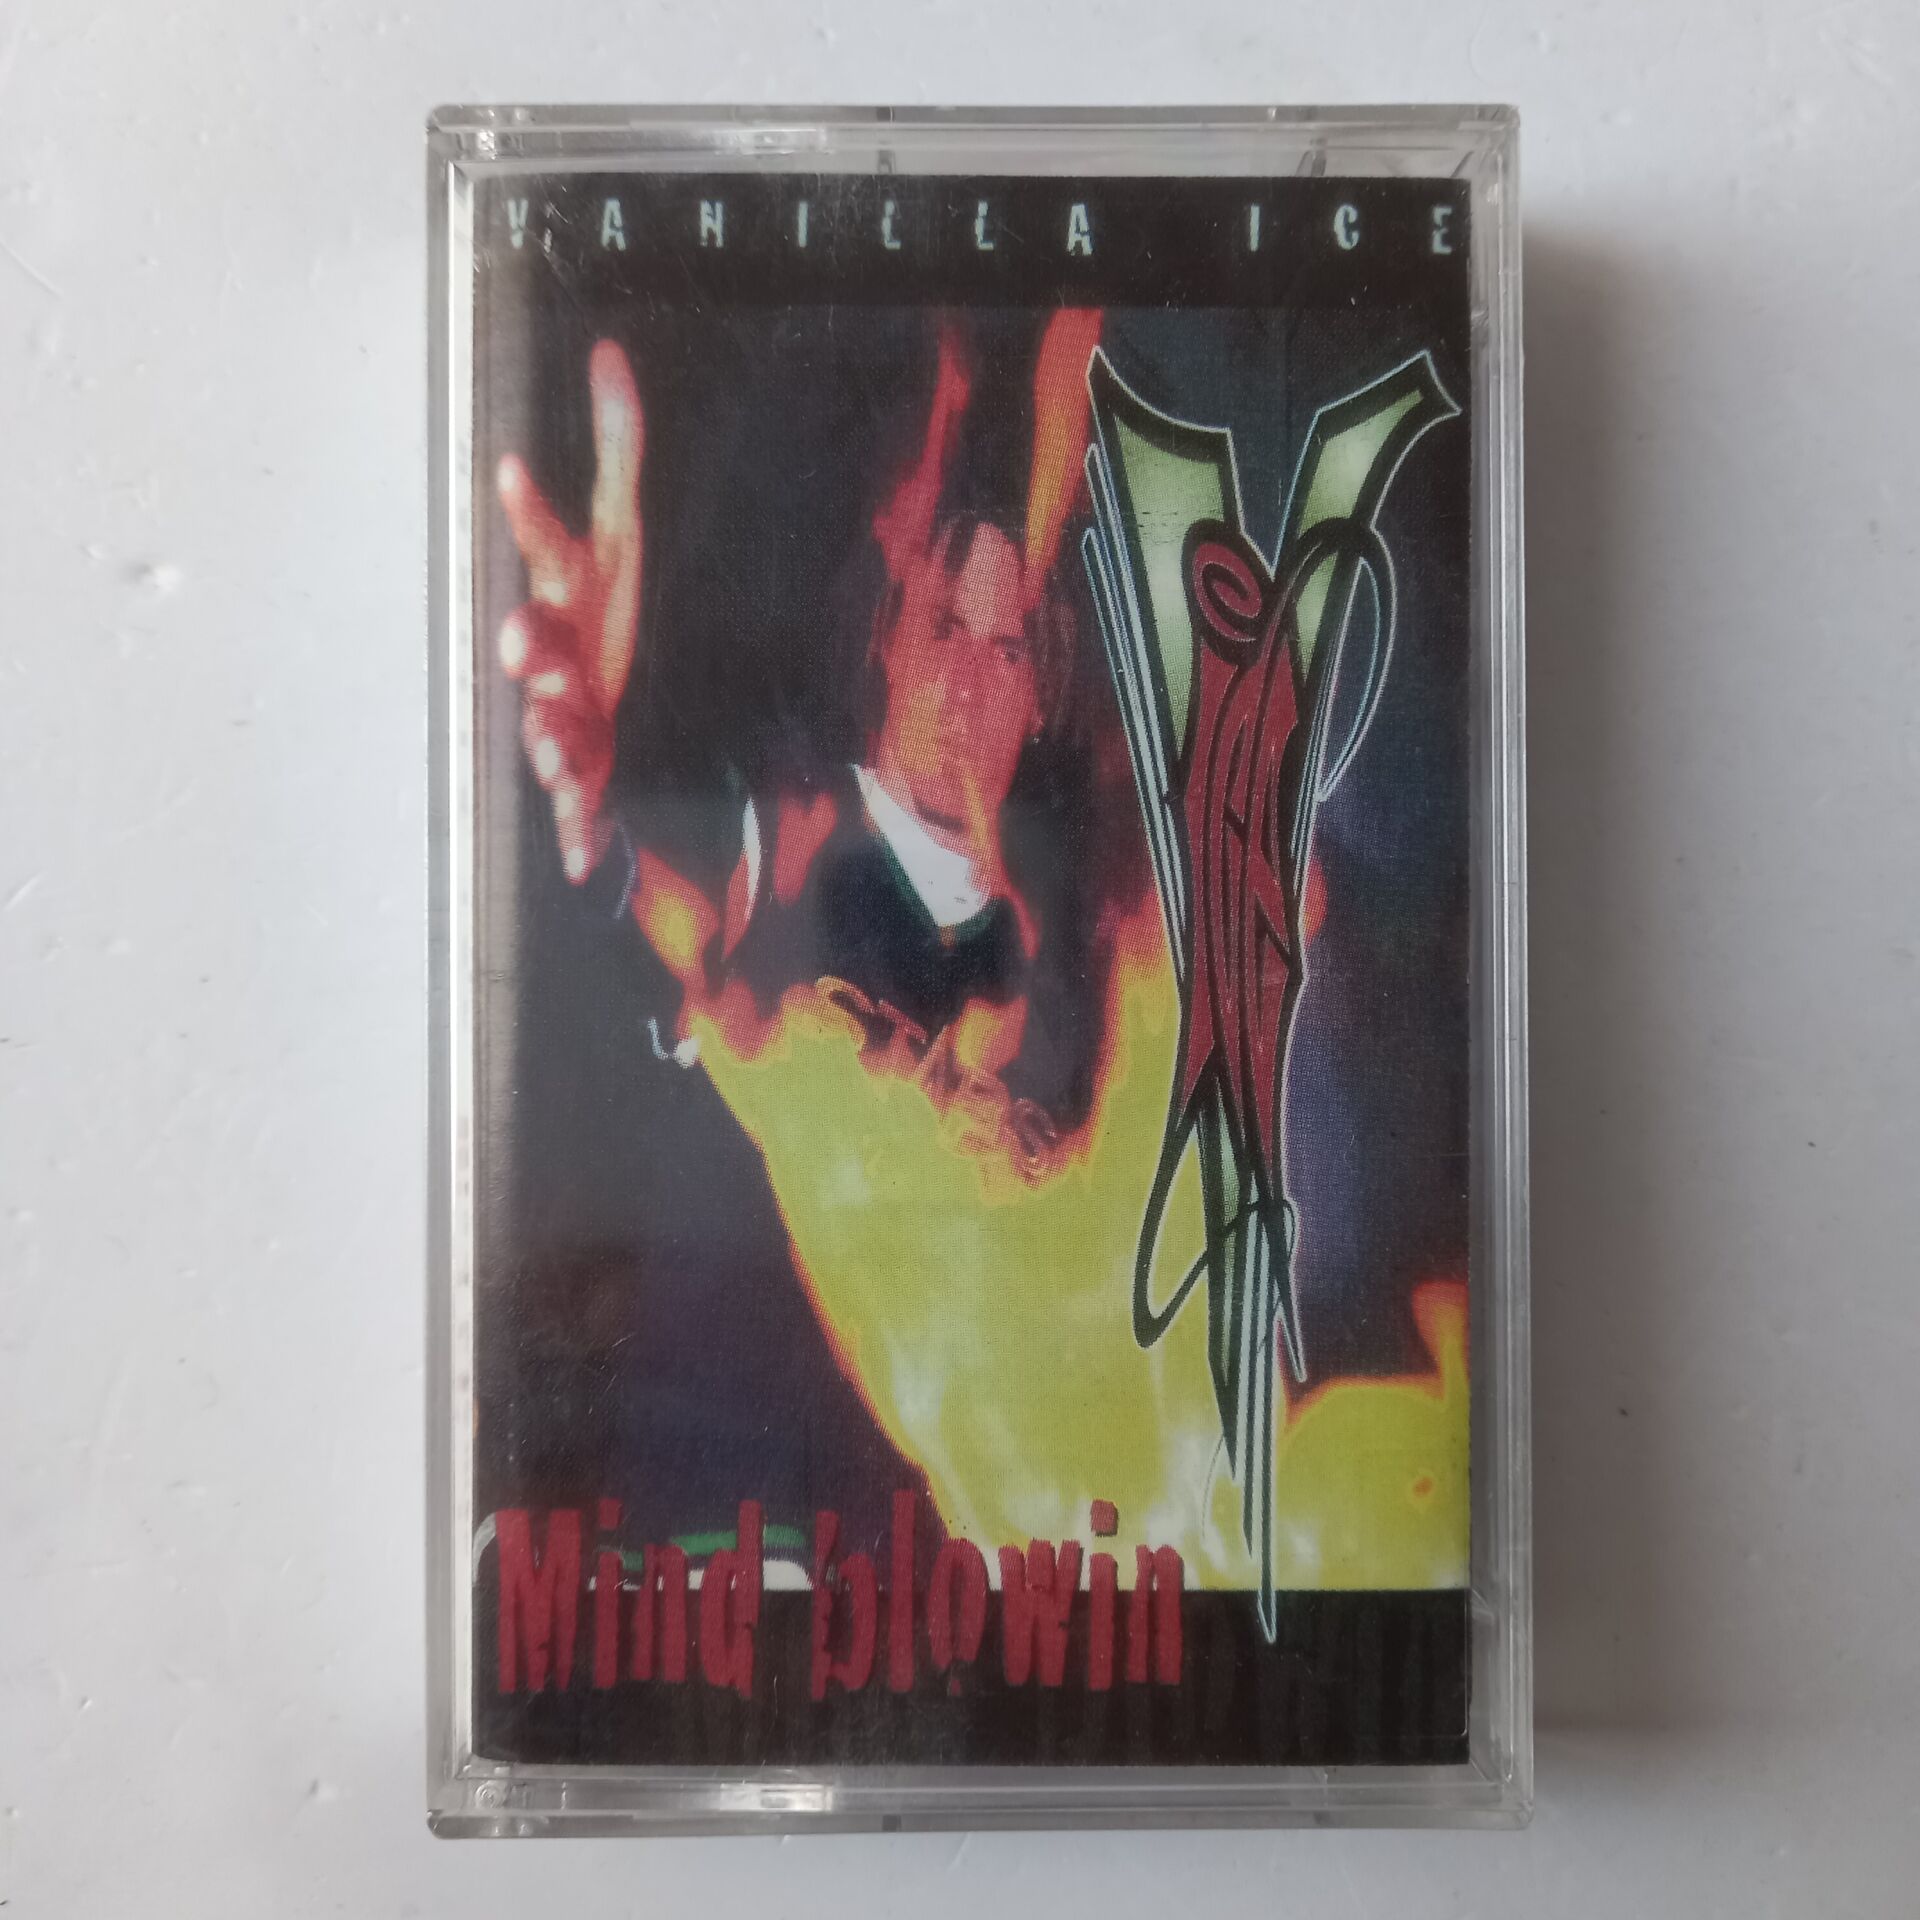 VANILLA ICE
Mind blowin